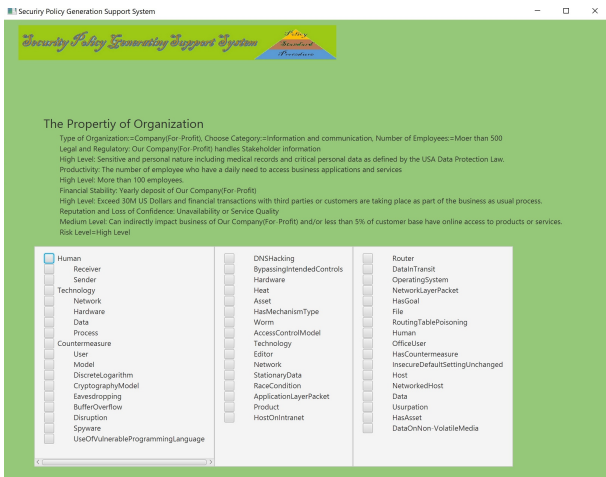 Securiry Policy Generation Support System
Security Policy Generating Support System
Policy
Standard
Procedure
The Propertiy of Organization
Type of Organization:=Company(For-Profit), Choose Category:=Information and communication, Number of Employees:=Moer than 500
Legal and Regulatory: Our Company(For-Profit) handles Stakeholder information
High Level: Sensitive and personal nature including medical records and critical personal data as defined by the USA Data Protection Law.
Productivity: The number of employee who have a daily need to access business applications and services
High Level: More than 100 employees.
Financial Stability: Yearly deposit of Our Company(For-Profit)
High Level: Exceed 30M US Dollars and financial transactions with third parties or customers are taking place as part of the business as usual process.
Reputation and Loss of Confidence: Unavailability or Service Quality
Medium Level: Can indirectly impact business of Our Company(For-Profit) and/or less than 5% of customer base have online access to products or services.
Risk Level=High Level
Human
Receiver
Sender
Technology
Network
Hardware
Data
Process
Countermeasure
User
Model
DiscreteLogarithm
CryptographyModel
Eavesdropping
BufferOverflow
Disruption
Spyware
UseOfVulnerableProgrammingLanguage
DNSHacking
BypassingIntendedControls
Hardware
Heat
Asset
HasMechanismType
Worm
AccessControlModel
Technology
Editor
Network
StationaryData
RaceCondition
ApplicationLayerPacket
Product
HostOnIntranet
Router
DataInTransit
OperatingSystem
NetworkLayerPacket
HasGoal
File
RoutingTablePoisoning
Human
OfficeUser
HasCountermeasure
InsecureDefaultSettingUnchanged
Host
NetworkedHost
Data
Usurpation
HasAsset
DataOnNon-VolatileMedia